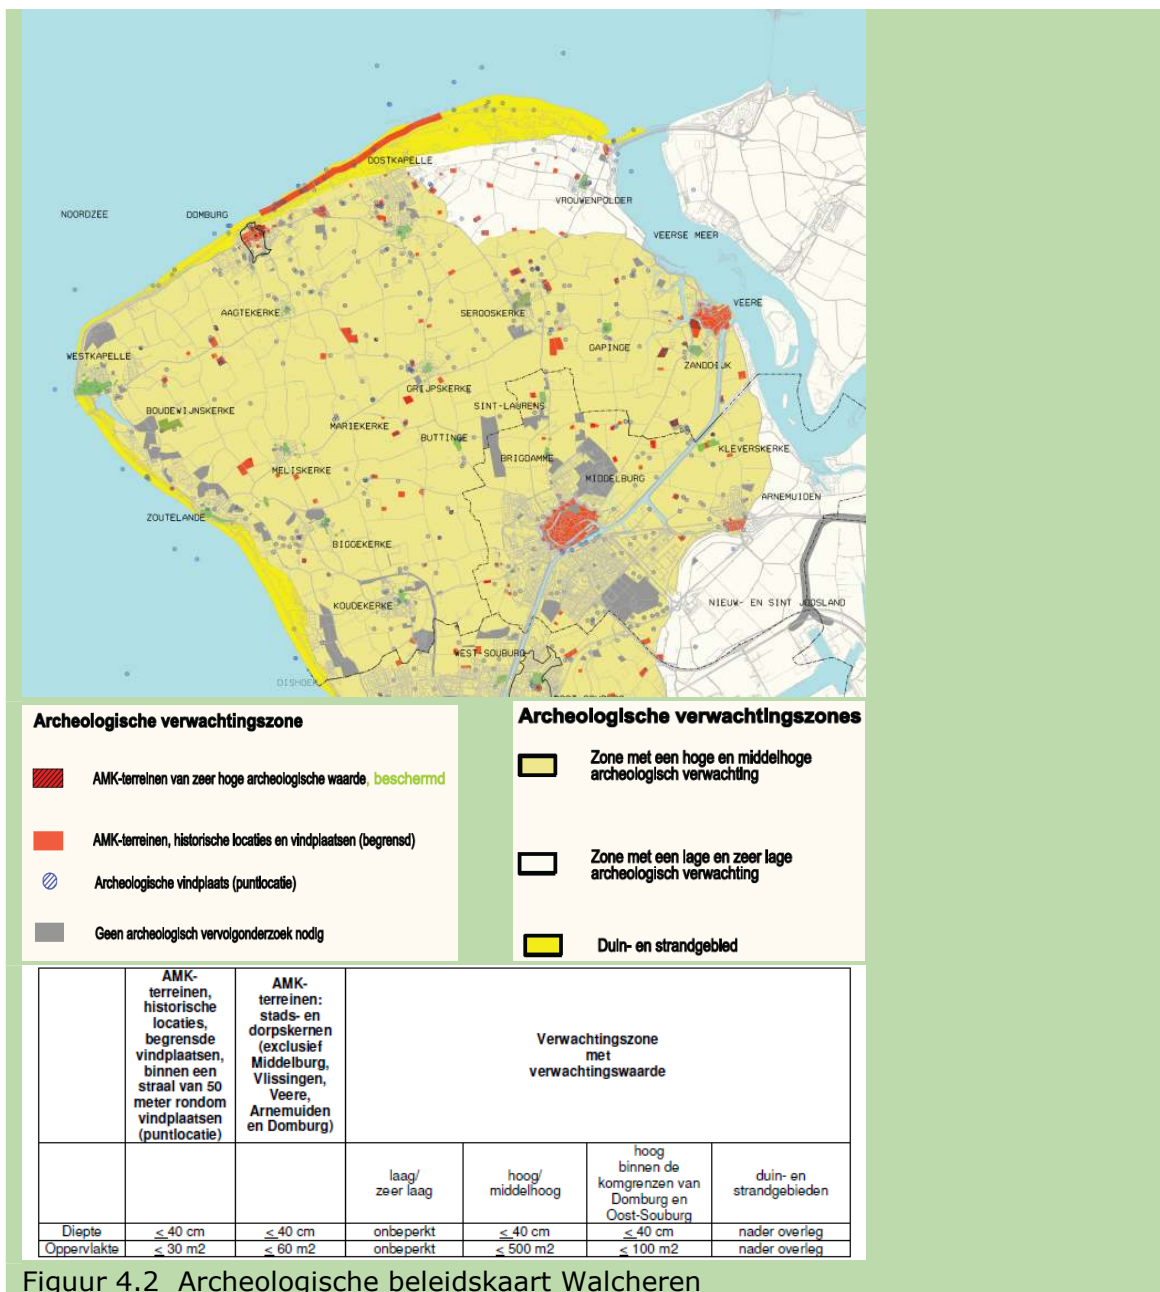 OOSTKAPELLE
NOORDZEE
DOMBURG
VROUWENPOLDER
VEERSE MEER
AAGTEKERKE
SEROOSKERKE
VEERE
WESTKAPELLE
GAPINGE
ZANDDIJK
GRIJPSKERKE
BOUDEWIJNSKERKE
SINT-LAURENS
MARIEKERKE
BUTTINGE
KLEVERSKERKE
BRIGDAMME
MELISKERKE
MIDDELBURG
ARNEMUIDEN
ZOUTELANDE
BIGGEKERKE
KOUDEKERKE
NIEUW- EN SINT JOOSLAND
WEST-SOUBURG
DISHOEK
Archeologische verwachtingszone
AMK-terreinen van zeer hoge archeologische waarde, beschermd
AMK-terreinen, historische locaties en vindplaatsen (begrensd)
Archeologische vindplaats (puntlocatie)
Geen archeologisch vervolgonderzoek nodig
Archeologische verwachtingszones
Zone met een hoge en middelhoge
archeologisch verwachting
Zone met een lage en zeer lage
archeologisch verwachting
Duin- en strandgebied
AMK-
terreinen,
historische
locaties,
begrensde
vindplaatsen,
binnen een
straal van 50
meter rondom
vindplaatsen
(puntlocatie)
AMK-
terreinen:
stads- en
dorpskernen
(exclusief
Middelburg,
Vlissingen,
Veere,
Arnemuiden
en Domburg)
Verwachtingszone
met
verwachtingswaarde
laag/
zeer laag
hoog/
middelhoog
hoog
binnen de
komgrenzen van
Domburg en
Oost-Souburg
duin- en
strandgebieden
Diepte ≤ 40 cm ≤ 40 cm onbeperkt ≤ 40 cm ≤ 40 cm nader overleg
Oppervlakte ≤ 30 m2 ≤ 60 m2 onbeperkt ≤ 500 m2 ≤ 100 m2 nader overleg
Figuur 4.2 Archeologische beleidskaart Walcheren